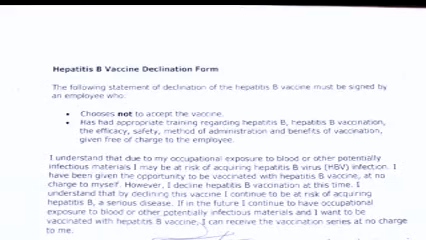 Hepatitis B Vaccine Declination Form
The following statement of declination of the hepatitis B vaccine must be signed by
an employee who:
• Chooses not to accept the vaccine.
• Has had appropriate training regarding hepatitis B, hepatitis B vaccination,
the efficacy, safety, method of administration and benefits of vaccination,
given free of charge to the employee.
I understand that due to my occupational exposure to blood or other potentially
infectious materials I may be at risk of acquiring hepatitis B virus (HBV) infection. I
have been given the opportunity to be vaccinated with hepatitis B vaccine, at no
charge to myself. However, I decline hepatitis B vaccination at this time. I
understand that by declining this vaccine I continue to be at risk of acquiring
hepatitis B, a serious disease. If in the future I continue to have occupational
exposure to blood or other potentially infectious materials and I want to be
vaccinated with hepatitis B vaccine, I can receive the vaccination series at no charge
to me.